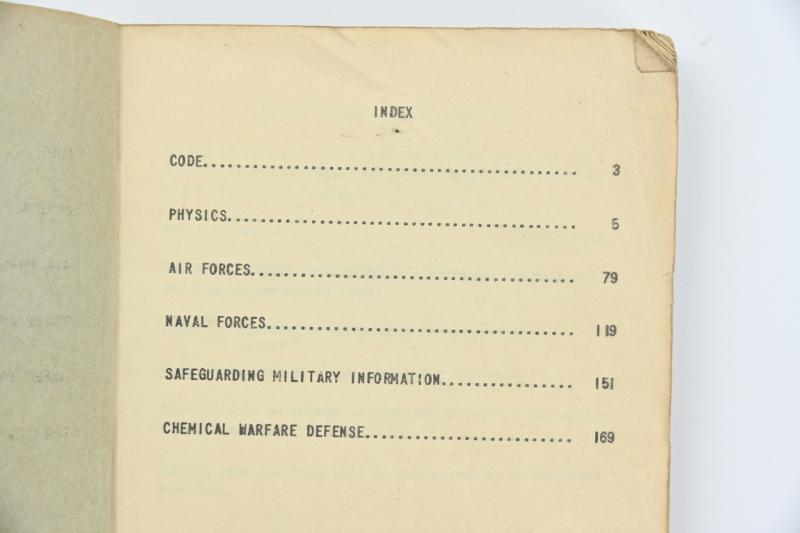 INDEX
CODE............................................. 3
PHYSICS.......................................... 5
AIR FORCES....................................... 79
NAVAL FORCES..................................... 119
SAFEGUARDING MILITARY INFORMATION................ 151
CHEMICAL WARFARE DEFENSE......................... 169